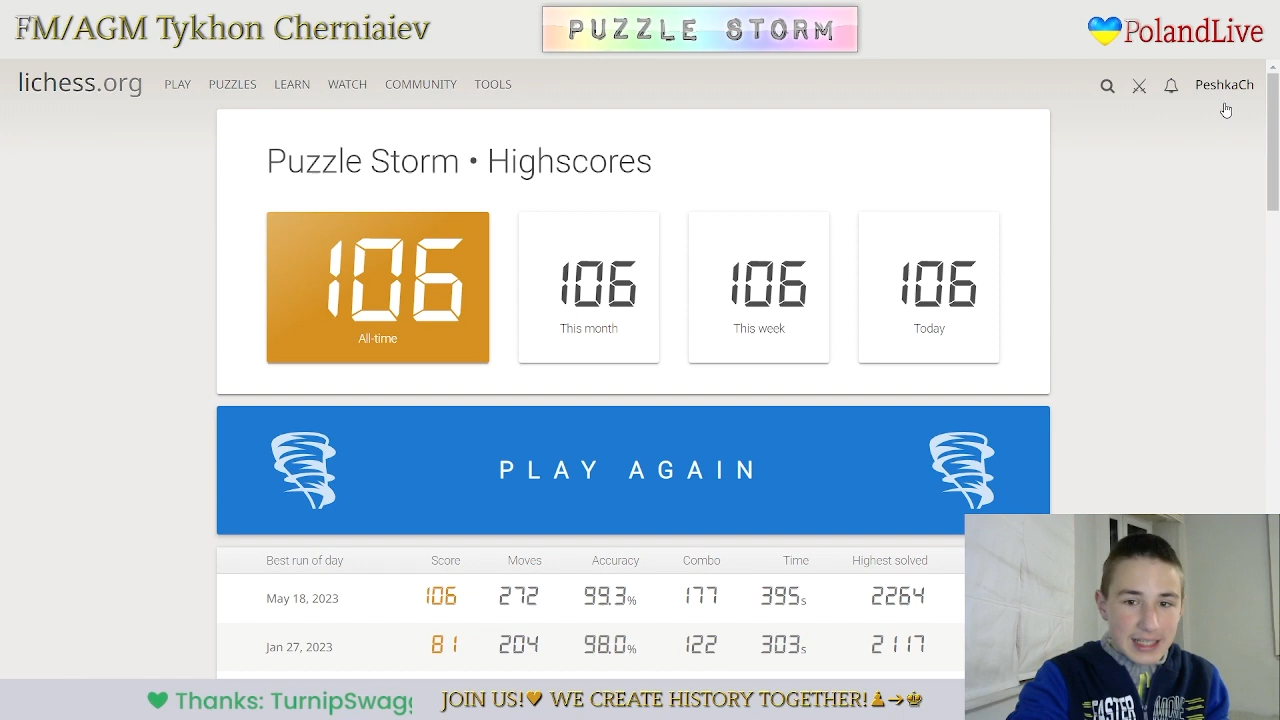 FM/AGM Tykhon Cherniaiev
PUZZLE STORM
PolandLive
lichess.org PLAY PUZZLES LEARN WATCH COMMUNITY TOOLS PeshkaCh
Puzzle Storm • Highscores
106 106 106 106
All-time This month This week Today
PLAY AGAIN
Best run of day Score Moves Accuracy Combo Time Highest solved
May 18, 2023 106 272 99.3% 177 395s 2264
Jan 27, 2023 81 204 98.0% 122 303s 2117
Thanks: TurnipSwag
JOIN US! WE CREATE HISTORY TOGETHER!